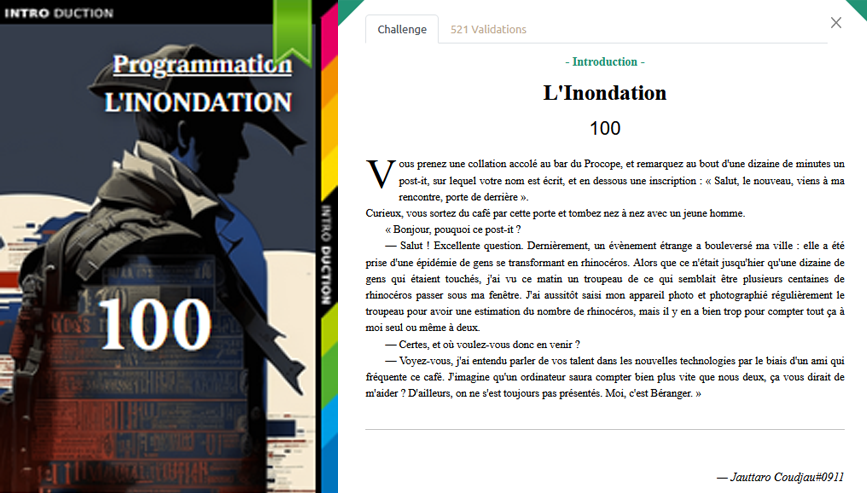 INTRO DUCTION
Programmation
L'INONDATION
100
INTRO DUCTION
Challenge
521 Validations
- Introduction -
L'Inondation
100
Vous prenez une collation accolé au bar du Procope, et remarquez au bout d'une dizaine de minutes un
post-it, sur lequel votre nom est écrit, et en dessous une inscription : « Salut, le nouveau, viens à ma
rencontre, porte de derrière ».
Curieux, vous sortez du café par cette porte et tombez nez à nez avec un jeune homme.
« Bonjour, pouquoi ce post-it ?
— Salut ! Excellente question. Dernièrement, un évènement étrange a bouleversé ma ville : elle a été
prise d'une épidémie de gens se transformant en rhinocéros. Alors que ce n'était jusqu'hier qu'une dizaine de
gens qui étaient touchés, j'ai vu ce matin un troupeau de ce qui semblait être plusieurs centaines de
rhinocéros passer sous ma fenêtre. J'ai aussitôt saisi mon appareil photo et photographié régulièrement le
troupeau pour avoir une estimation du nombre de rhinocéros, mais il y en a bien trop pour compter tout ça à
moi seul ou même à deux.
— Certes, et où voulez-vous donc en venir ?
— Voyez-vous, j'ai entendu parler de vos talent dans les nouvelles technologies par le biais d'un ami qui
fréquente ce café. J'imagine qu'un ordinateur saura compter bien plus vite que nous deux, ça vous dirait de
m'aider ? D'ailleurs, on ne s'est toujours pas présentés. Moi, c'est Béranger. »
— Jauttaro Coudjau#0911